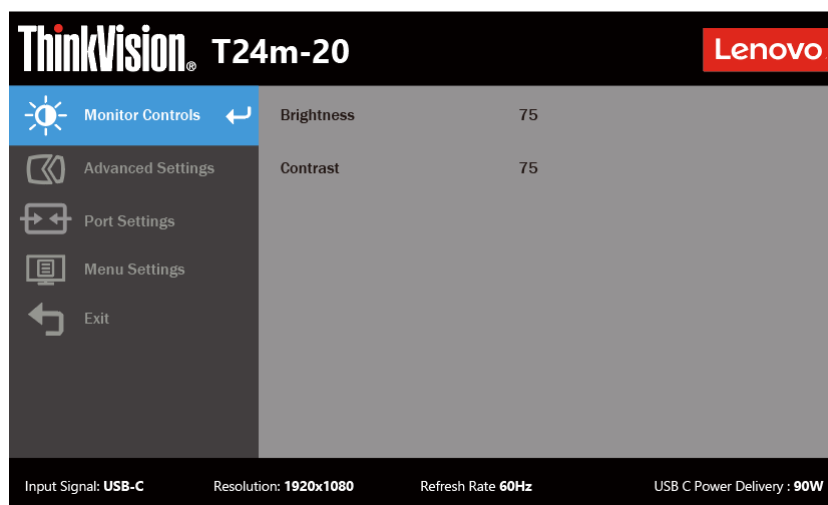 ThinkVision® T24m-20 Lenovo
Monitor Controls Brightness 75
Advanced Settings Contrast 75
Port Settings
Menu Settings
Exit
Input Signal: USB-C Resolution: 1920x1080 Refresh Rate 60Hz USB C Power Delivery : 90W